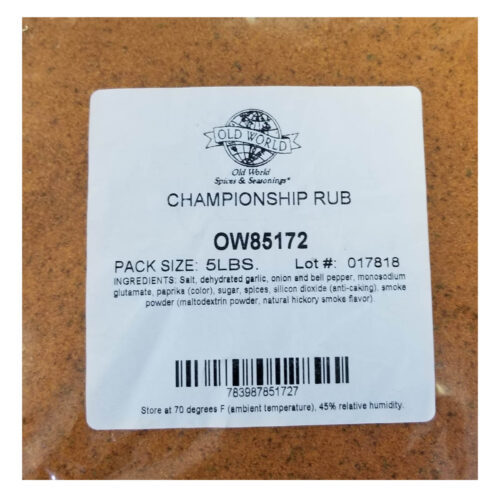 OLD WORLD
Old World
Spices & Seasonings®
CHAMPIONSHIP RUB
OW85172
PACK SIZE: 5LBS. Lot #: 017818
INGREDIENTS: Salt, dehydrated garlic, onion and bell pepper, monosodium
glutamate, paprika (color), sugar, spices, silicon dioxide (anti-caking), smoke
powder (maltodextrin powder, natural hickory smoke flavor).
783987851727
Store at 70 degrees F (ambient temperature), 45% relative humidity.